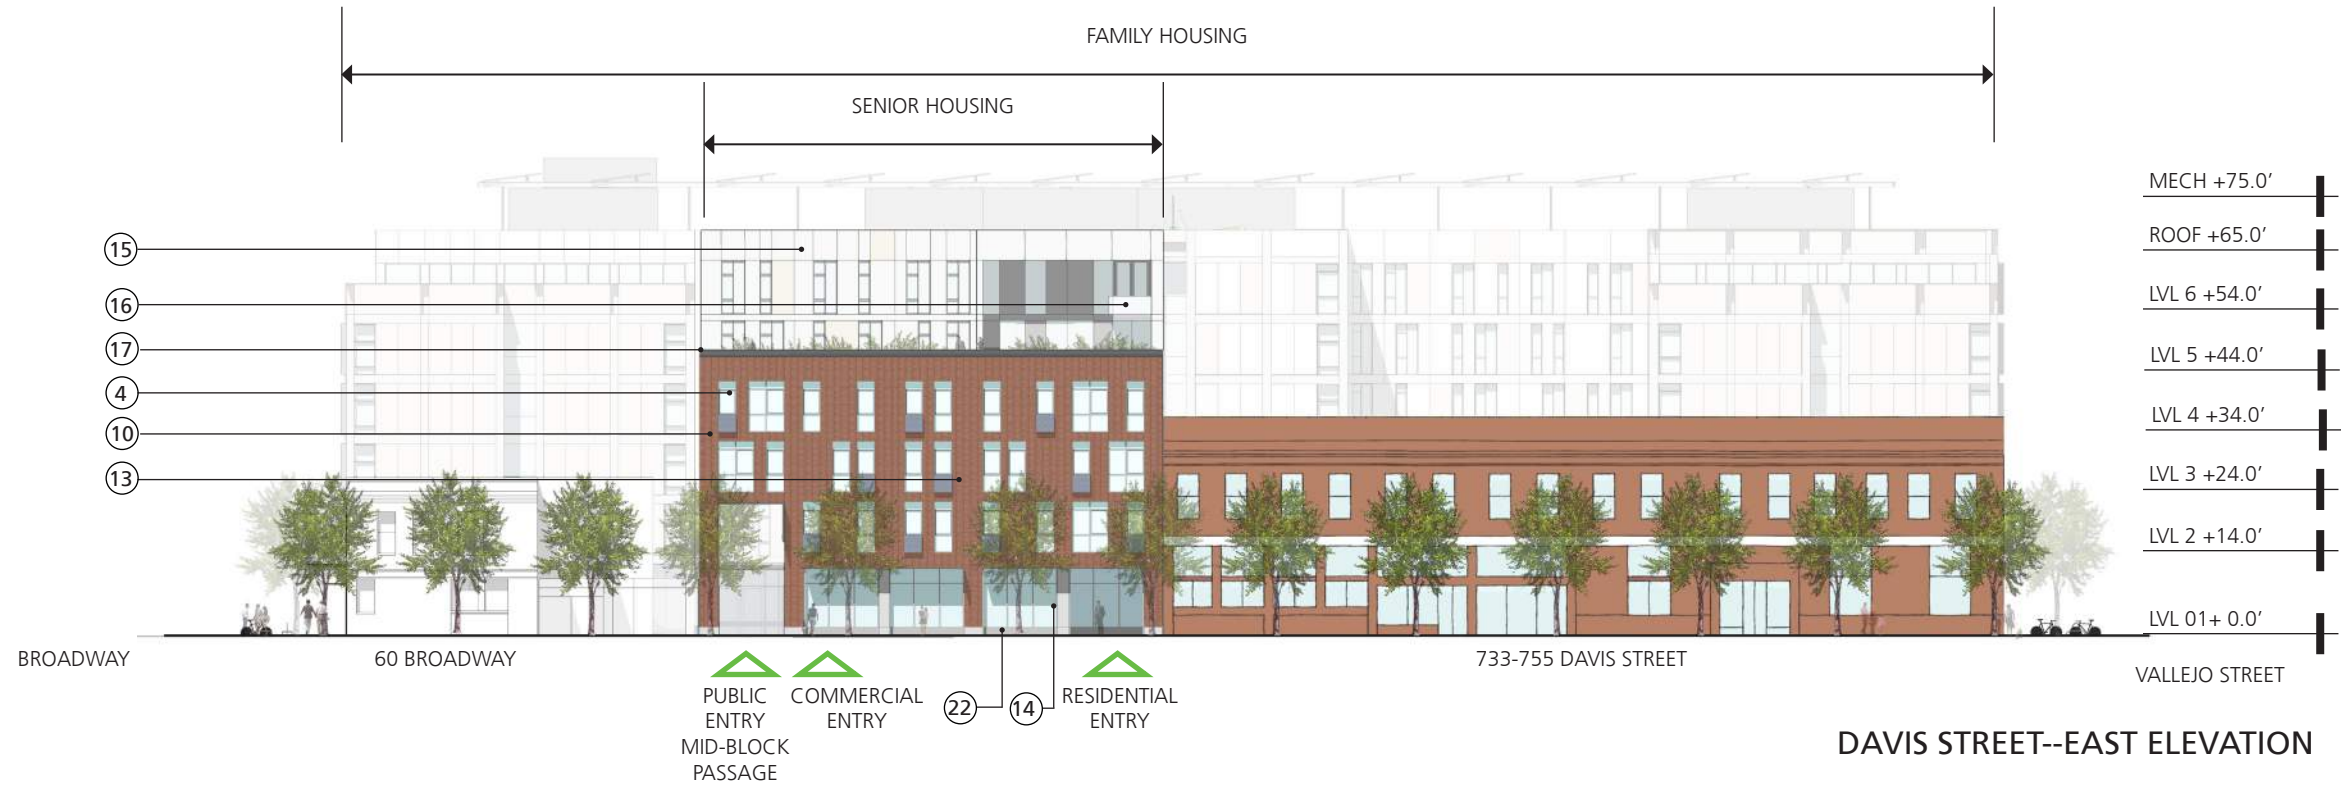 FAMILY HOUSING
SENIOR HOUSING
MECH +75.0’
15
ROOF +65.0’
16
LVL 6 +54.0’
17
LVL 5 +44.0’
4
LVL 4 +34.0’
10
13
LVL 3 +24.0’
LVL 2 +14.0’
LVL 01+ 0.0’
BROADWAY
60 BROADWAY
733-755 DAVIS STREET
VALLEJO STREET
PUBLIC
ENTRY
MID-BLOCK
PASSAGE
COMMERCIAL
ENTRY
22
14
RESIDENTIAL
ENTRY
DAVIS STREET--EAST ELEVATION